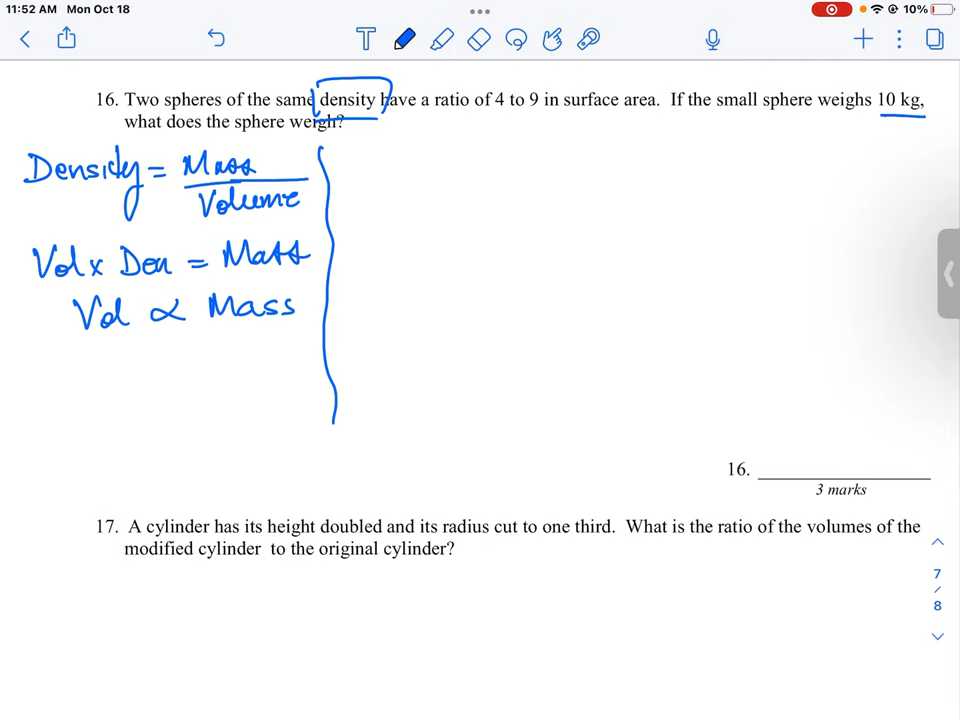 11:52 AM Mon Oct 18
10%
T
16. Two spheres of the same density have a ratio of 4 to 9 in surface area. If the small sphere weighs 10 kg,
what does the sphere weigh?
Density = Mass
Volume
Vol x Den = Mass
Vol ∝ Mass
16. ____________________
3 marks
17. A cylinder has its height doubled and its radius cut to one third. What is the ratio of the volumes of the
modified cylinder to the original cylinder?
7
/
8